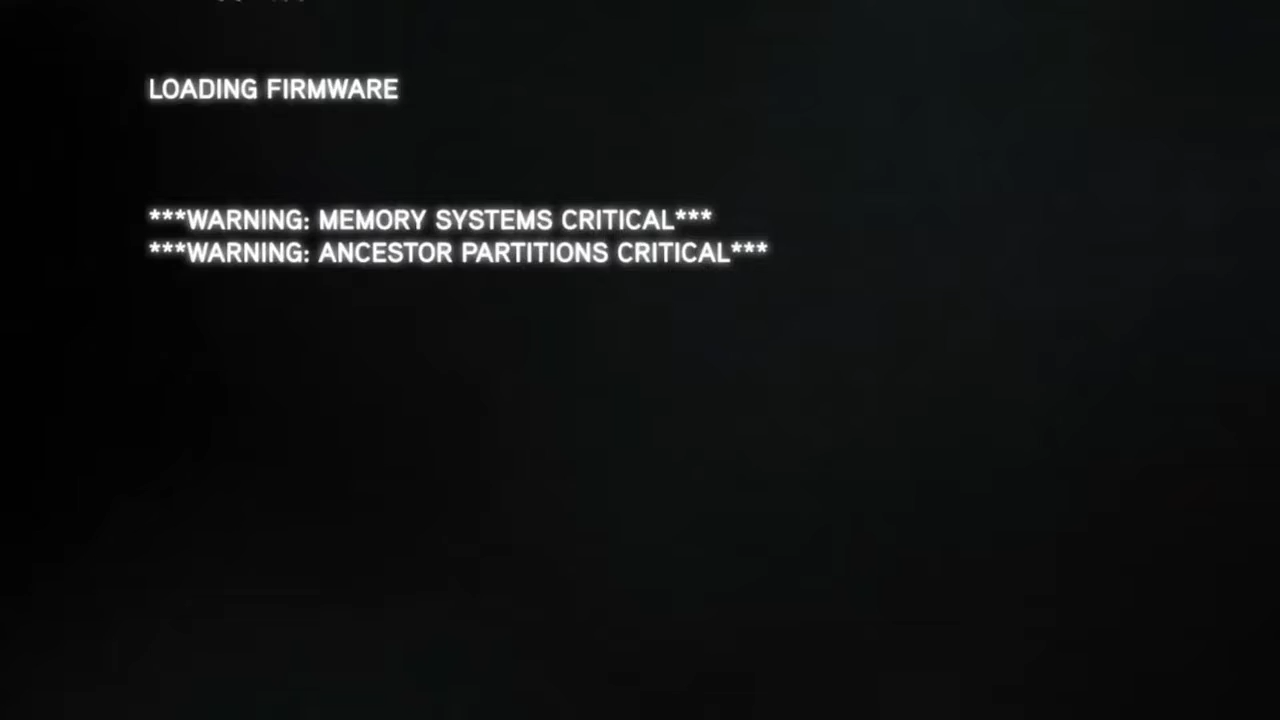 LOADING FIRMWARE
***WARNING: MEMORY SYSTEMS CRITICAL***
***WARNING: ANCESTOR PARTITIONS CRITICAL***